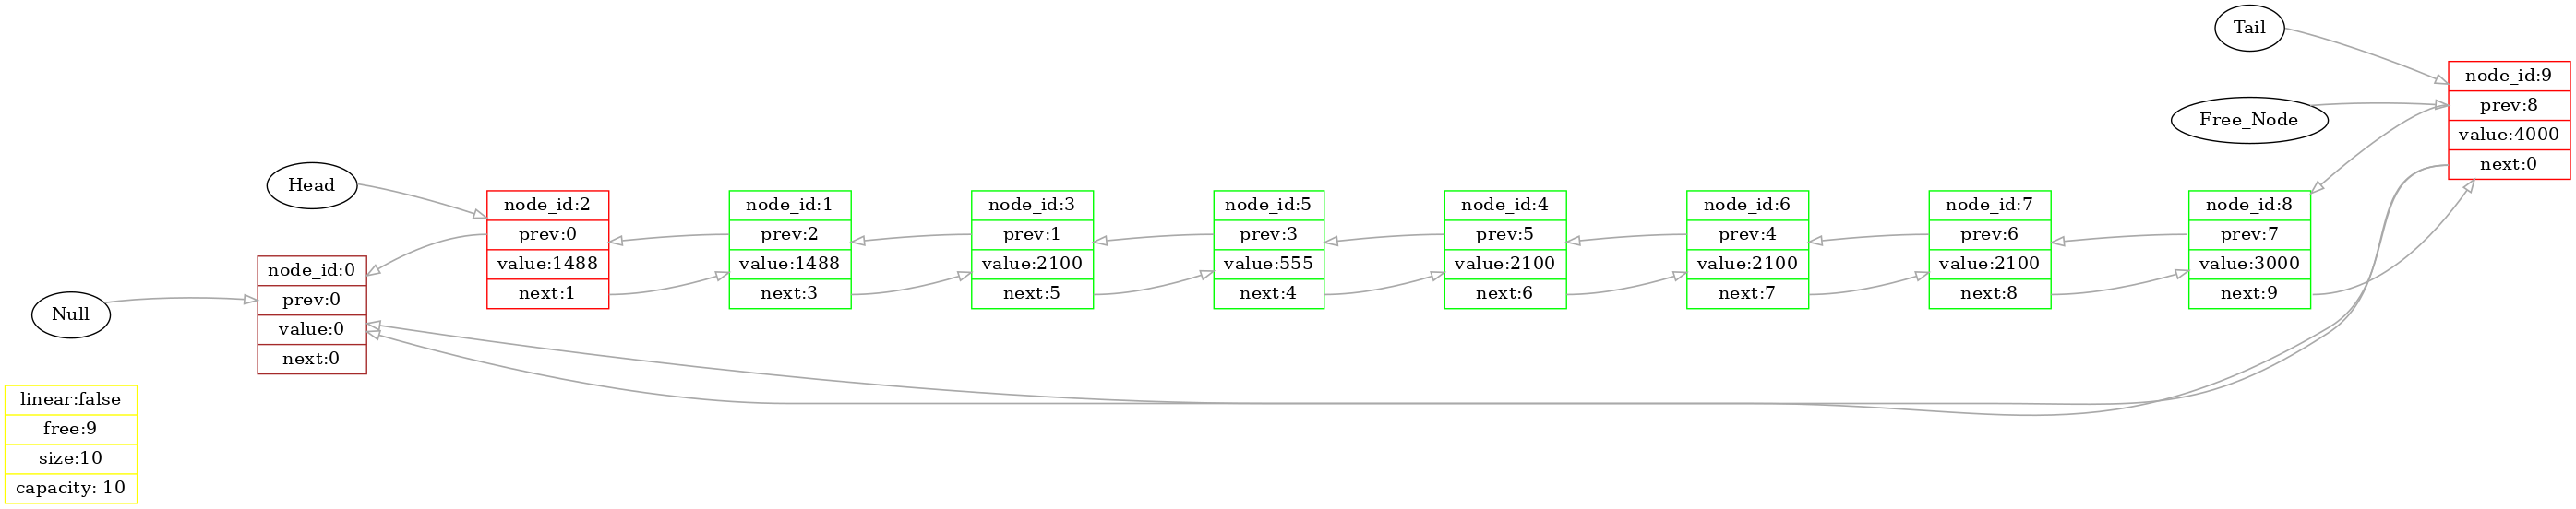 Tail
node_id:9
prev:8
value:4000
next:0
Free_Node
Head
node_id:2
prev:0
value:1488
next:1
node_id:1
prev:2
value:1488
next:3
node_id:3
prev:1
value:2100
next:5
node_id:5
prev:3
value:555
next:4
node_id:4
prev:5
value:2100
next:6
node_id:6
prev:4
value:2100
next:7
node_id:7
prev:6
value:2100
next:8
node_id:8
prev:7
value:3000
next:9
Null
node_id:0
prev:0
value:0
next:0
linear:false
free:9
size:10
capacity: 10